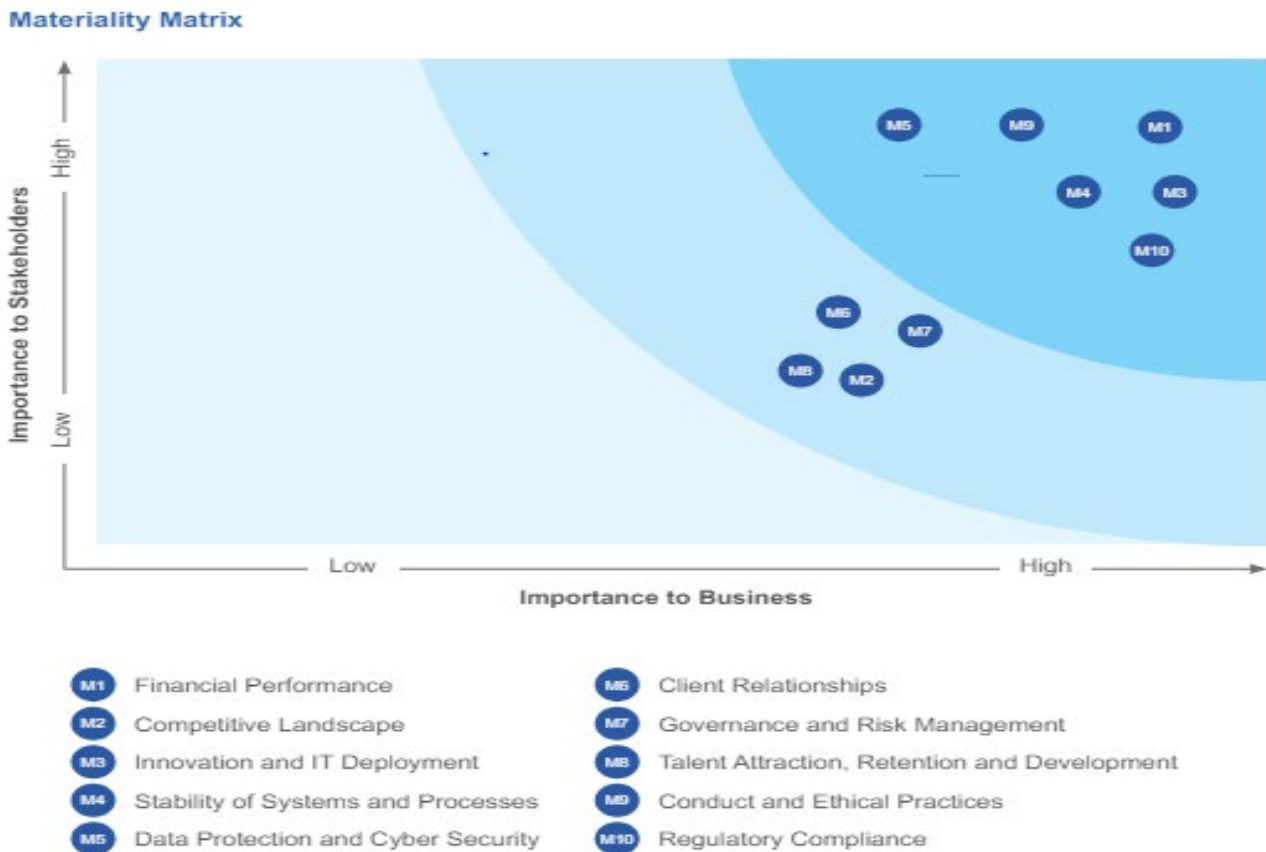 Materiality Matrix
High
Low
Importance to Stakeholders
M5 M9 M1
M4 M3
M10
M6
M7
M8
M2
Low High
Importance to Business
M1 Financial Performance
M2 Competitive Landscape
M3 Innovation and IT Deployment
M4 Stability of Systems and Processes
M5 Data Protection and Cyber Security
M6 Client Relationships
M7 Governance and Risk Management
M8 Talent Attraction, Retention and Development
M9 Conduct and Ethical Practices
M10 Regulatory Compliance